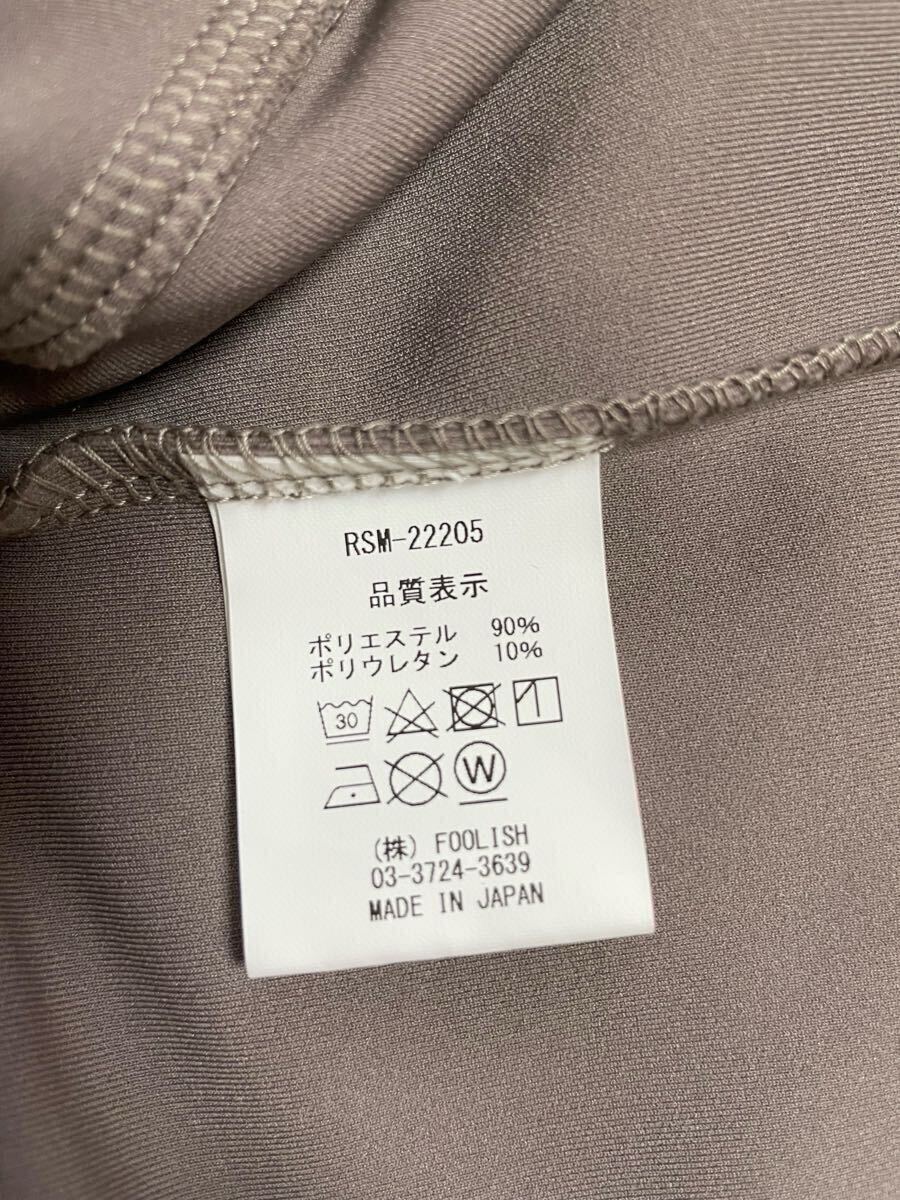 RSM-22205
品質表示
ポリエステル 90%
ポリウレタン 10%
30
W
(株) FOOLISH
03-3724-3639
MADE IN JAPAN